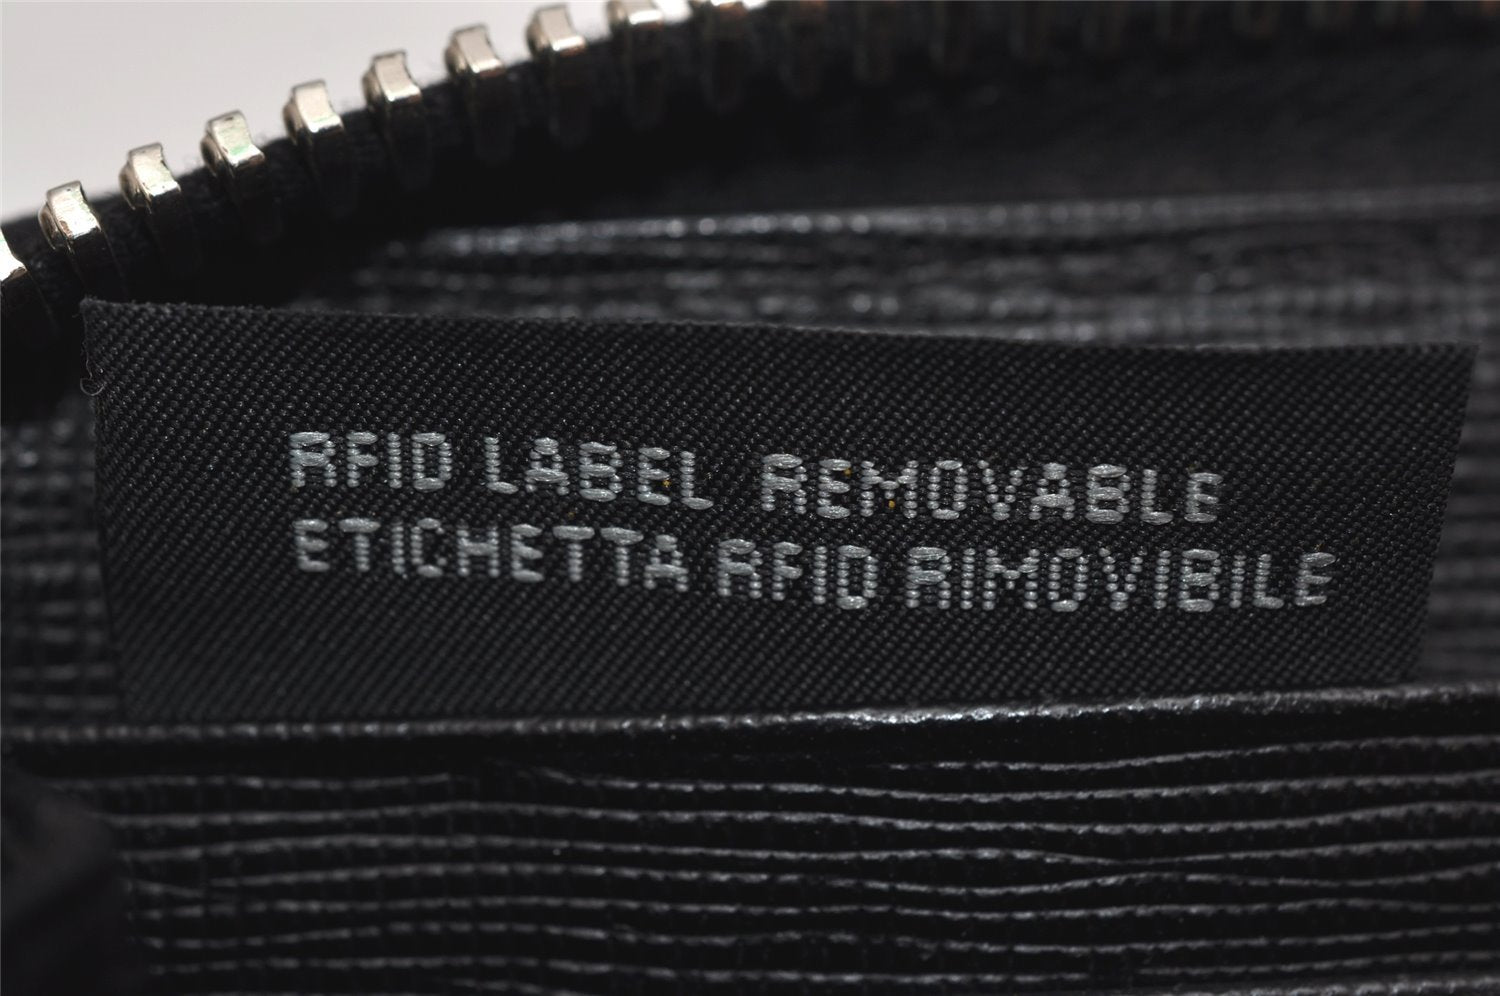 RFID LABEL REMOVABLE
ETICHETTA RFID RIMOVIBILE